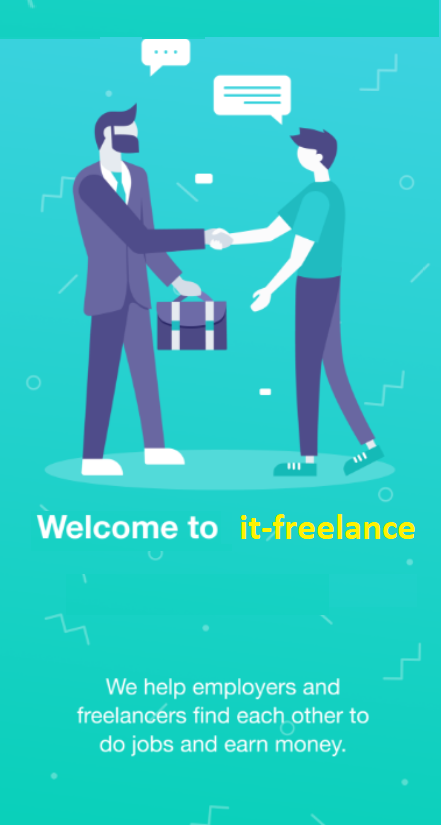 Welcome to it-freelance
We help employers and
freelancers find each other to
do jobs and earn money.